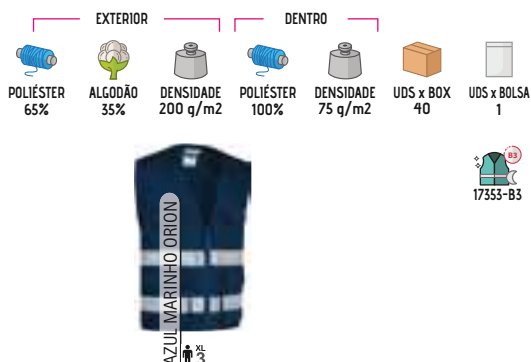 EXTERIOR
DENTRO
POLIÉSTER
65%
ALGODÃO
35%
DENSIDADE
200 g/m2
POLIÉSTER
100%
DENSIDADE
75 g/m2
UDS x BOX
40
UDS x BOLSA
1
B3
17353-B3
AZUL MARINHO ORION
XL
3